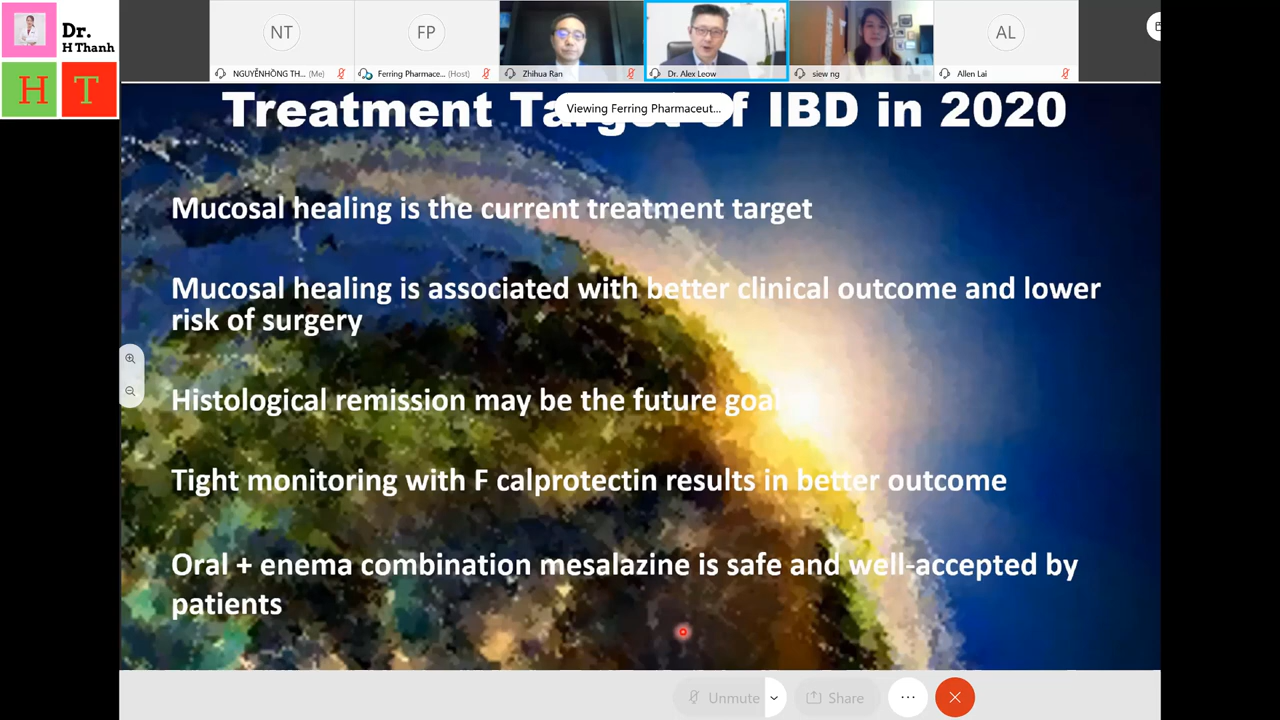 Dr.
H Thanh
H T
NT
FP
AL
NGUYỄNHỒNG TH... (Me)
Ferring Pharmace... (Host)
Zhihua Ran
Dr. Alex Leow
siew ng
Allen Lai
Viewing Ferring Pharmaceut...
Treatment Target of IBD in 2020
Mucosal healing is the current treatment target
Mucosal healing is associated with better clinical outcome and lower
risk of surgery
Histological remission may be the future goal
Tight monitoring with F calprotectin results in better outcome
Oral + enema combination mesalazine is safe and well-accepted by
patients
Unmute
Share